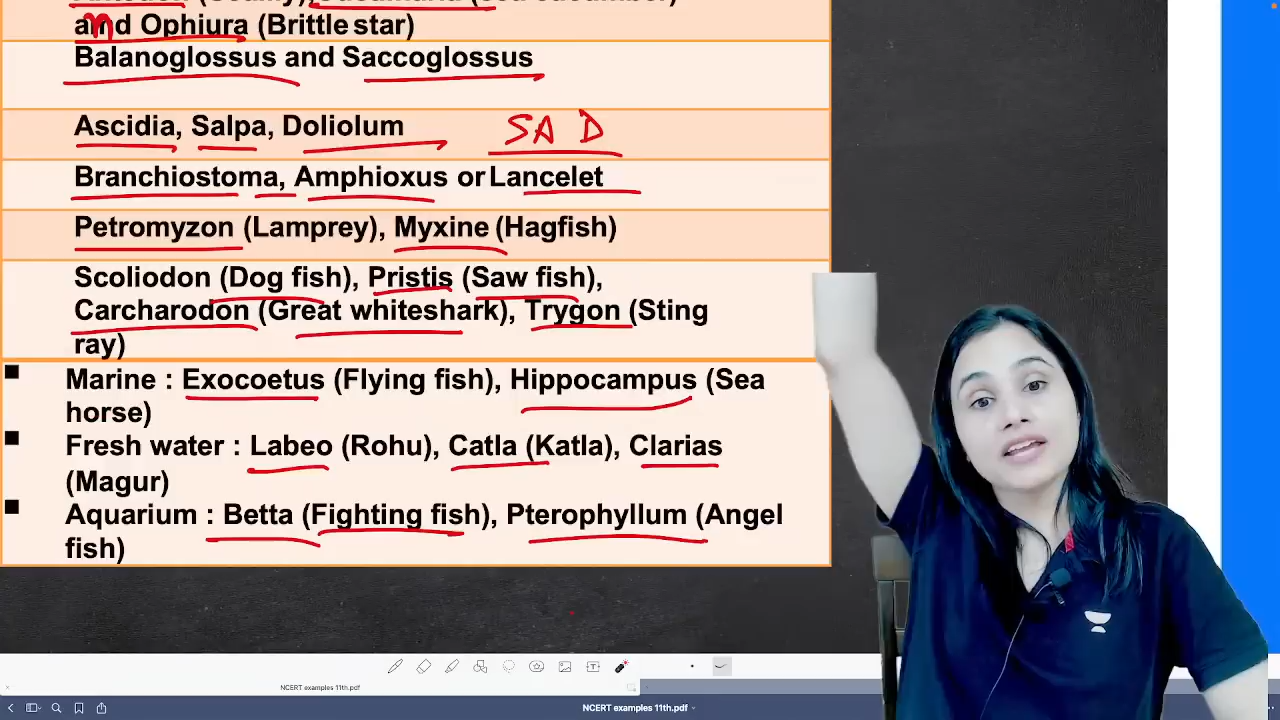 and Ophiura (Brittle star)
Balanoglossus and Saccoglossus
Ascidia, Salpa, Doliolum
SAD
Branchiostoma, Amphioxus or Lancelet
Petromyzon (Lamprey), Myxine (Hagfish)
Scoliodon (Dog fish), Pristis (Saw fish),
Carcharodon (Great whiteshark), Trygon (Sting
ray)
Marine : Exocoetus (Flying fish), Hippocampus (Sea
horse)
Fresh water : Labeo (Rohu), Catla (Katla), Clarias
(Magur)
Aquarium : Betta (Fighting fish), Pterophyllum (Angel
fish)
NCERT examples 11th.pdf
NCERT examples 11th.pdf